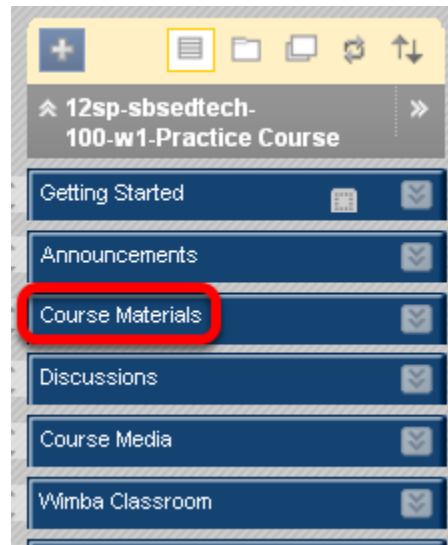 12sp-sbsedtech-
100-w1-Practice Course
Getting Started
Announcements
Course Materials
Discussions
Course Media
Wimba Classroom